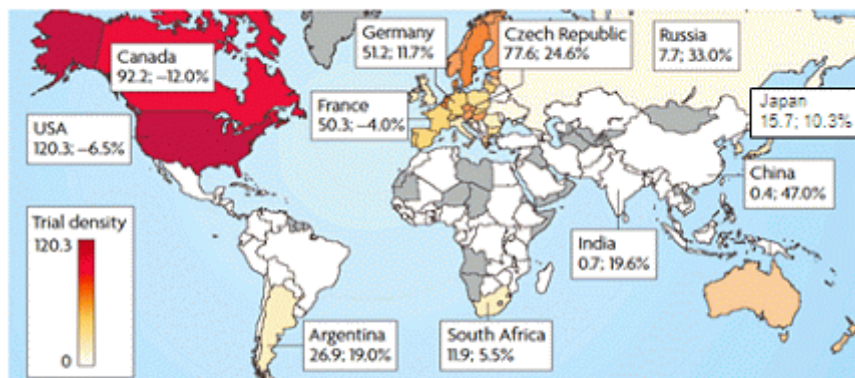 Germany
51.2; 11.7%
Czech Republic
77.6; 24.6%
Russia
7.7; 33.0%
Canada
92.2; –12.0%
France
50.3; –4.0%
Japan
15.7; 10.3%
USA
120.3; –6.5%
China
0.4; 47.0%
Trial density
120.3
0
India
0.7; 19.6%
Argentina
26.9; 19.0%
South Africa
11.9; 5.5%